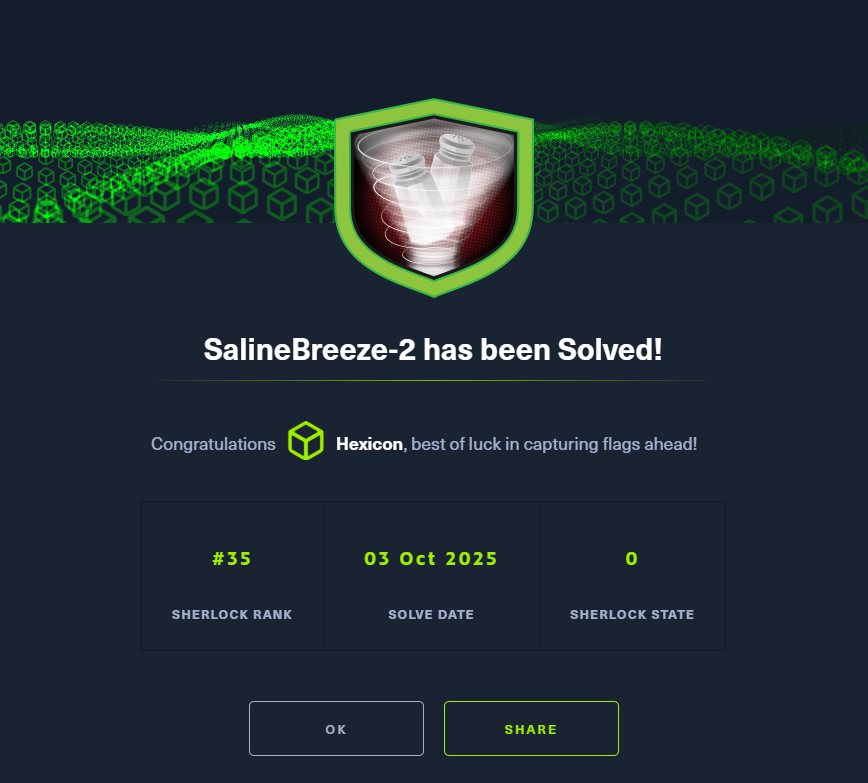 SalineBreeze-2 has been Solved!
Congratulations Hexicon, best of luck in capturing flags ahead!
#35 03 Oct 2025 0
SHERLOCK RANK SOLVE DATE SHERLOCK STATE
OK SHARE